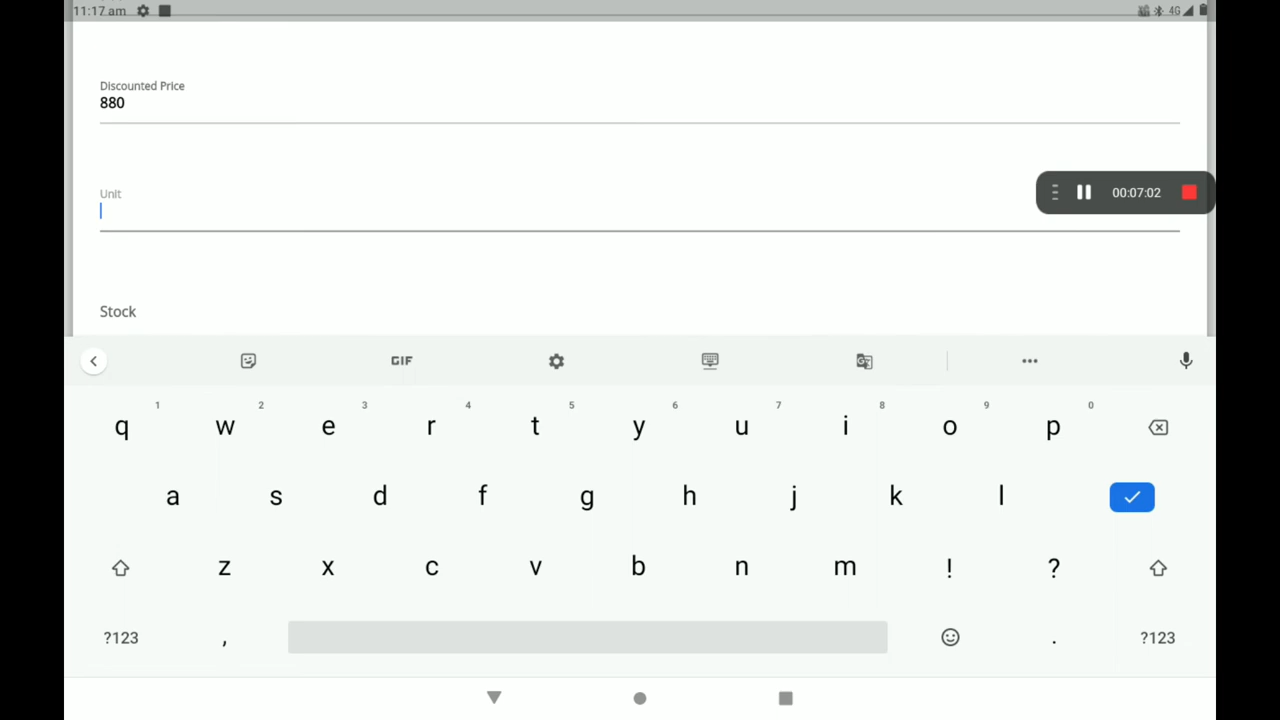 11:17 am 4G
Discounted Price
880
Unit
00:07:02
Stock
GIF
1 2 3 4 5 6 7 8 9 0
q w e r t y u i o p
a s d f g h j k l
z x c v b n m ! ?
?123 , . ?123